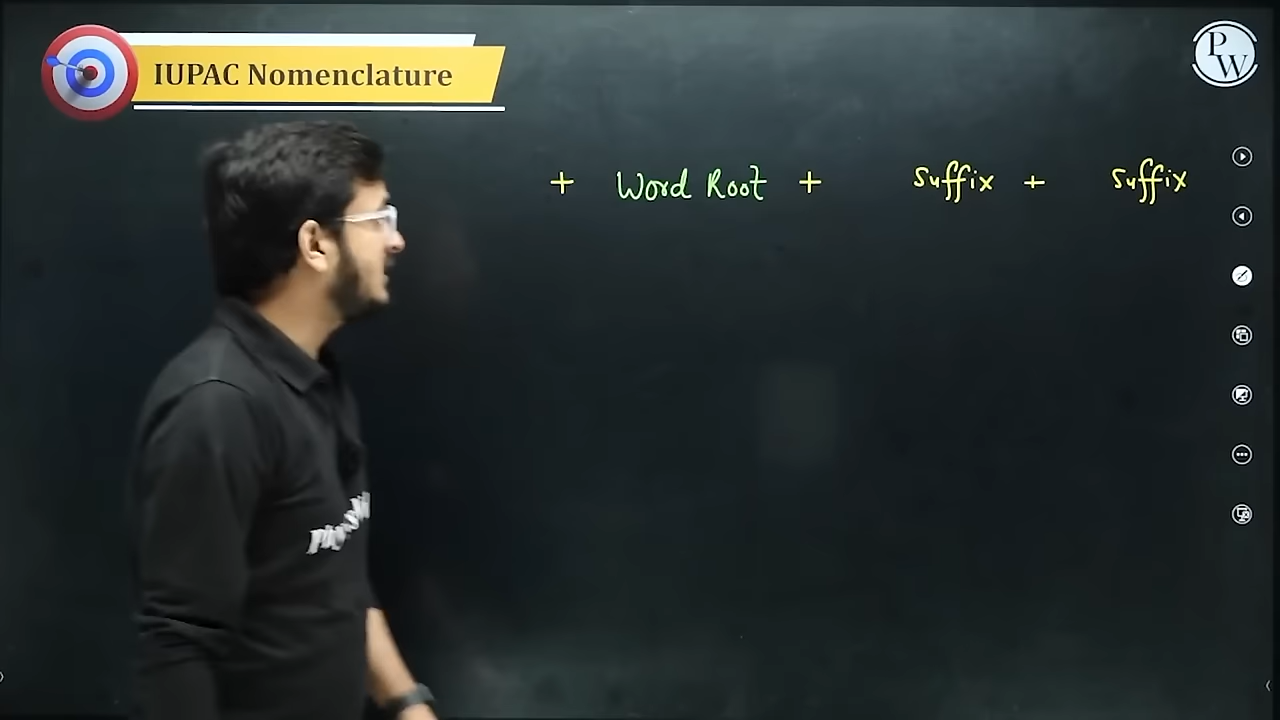 IUPAC Nomenclature
PW
+ Word Root + Suffix + Suffix